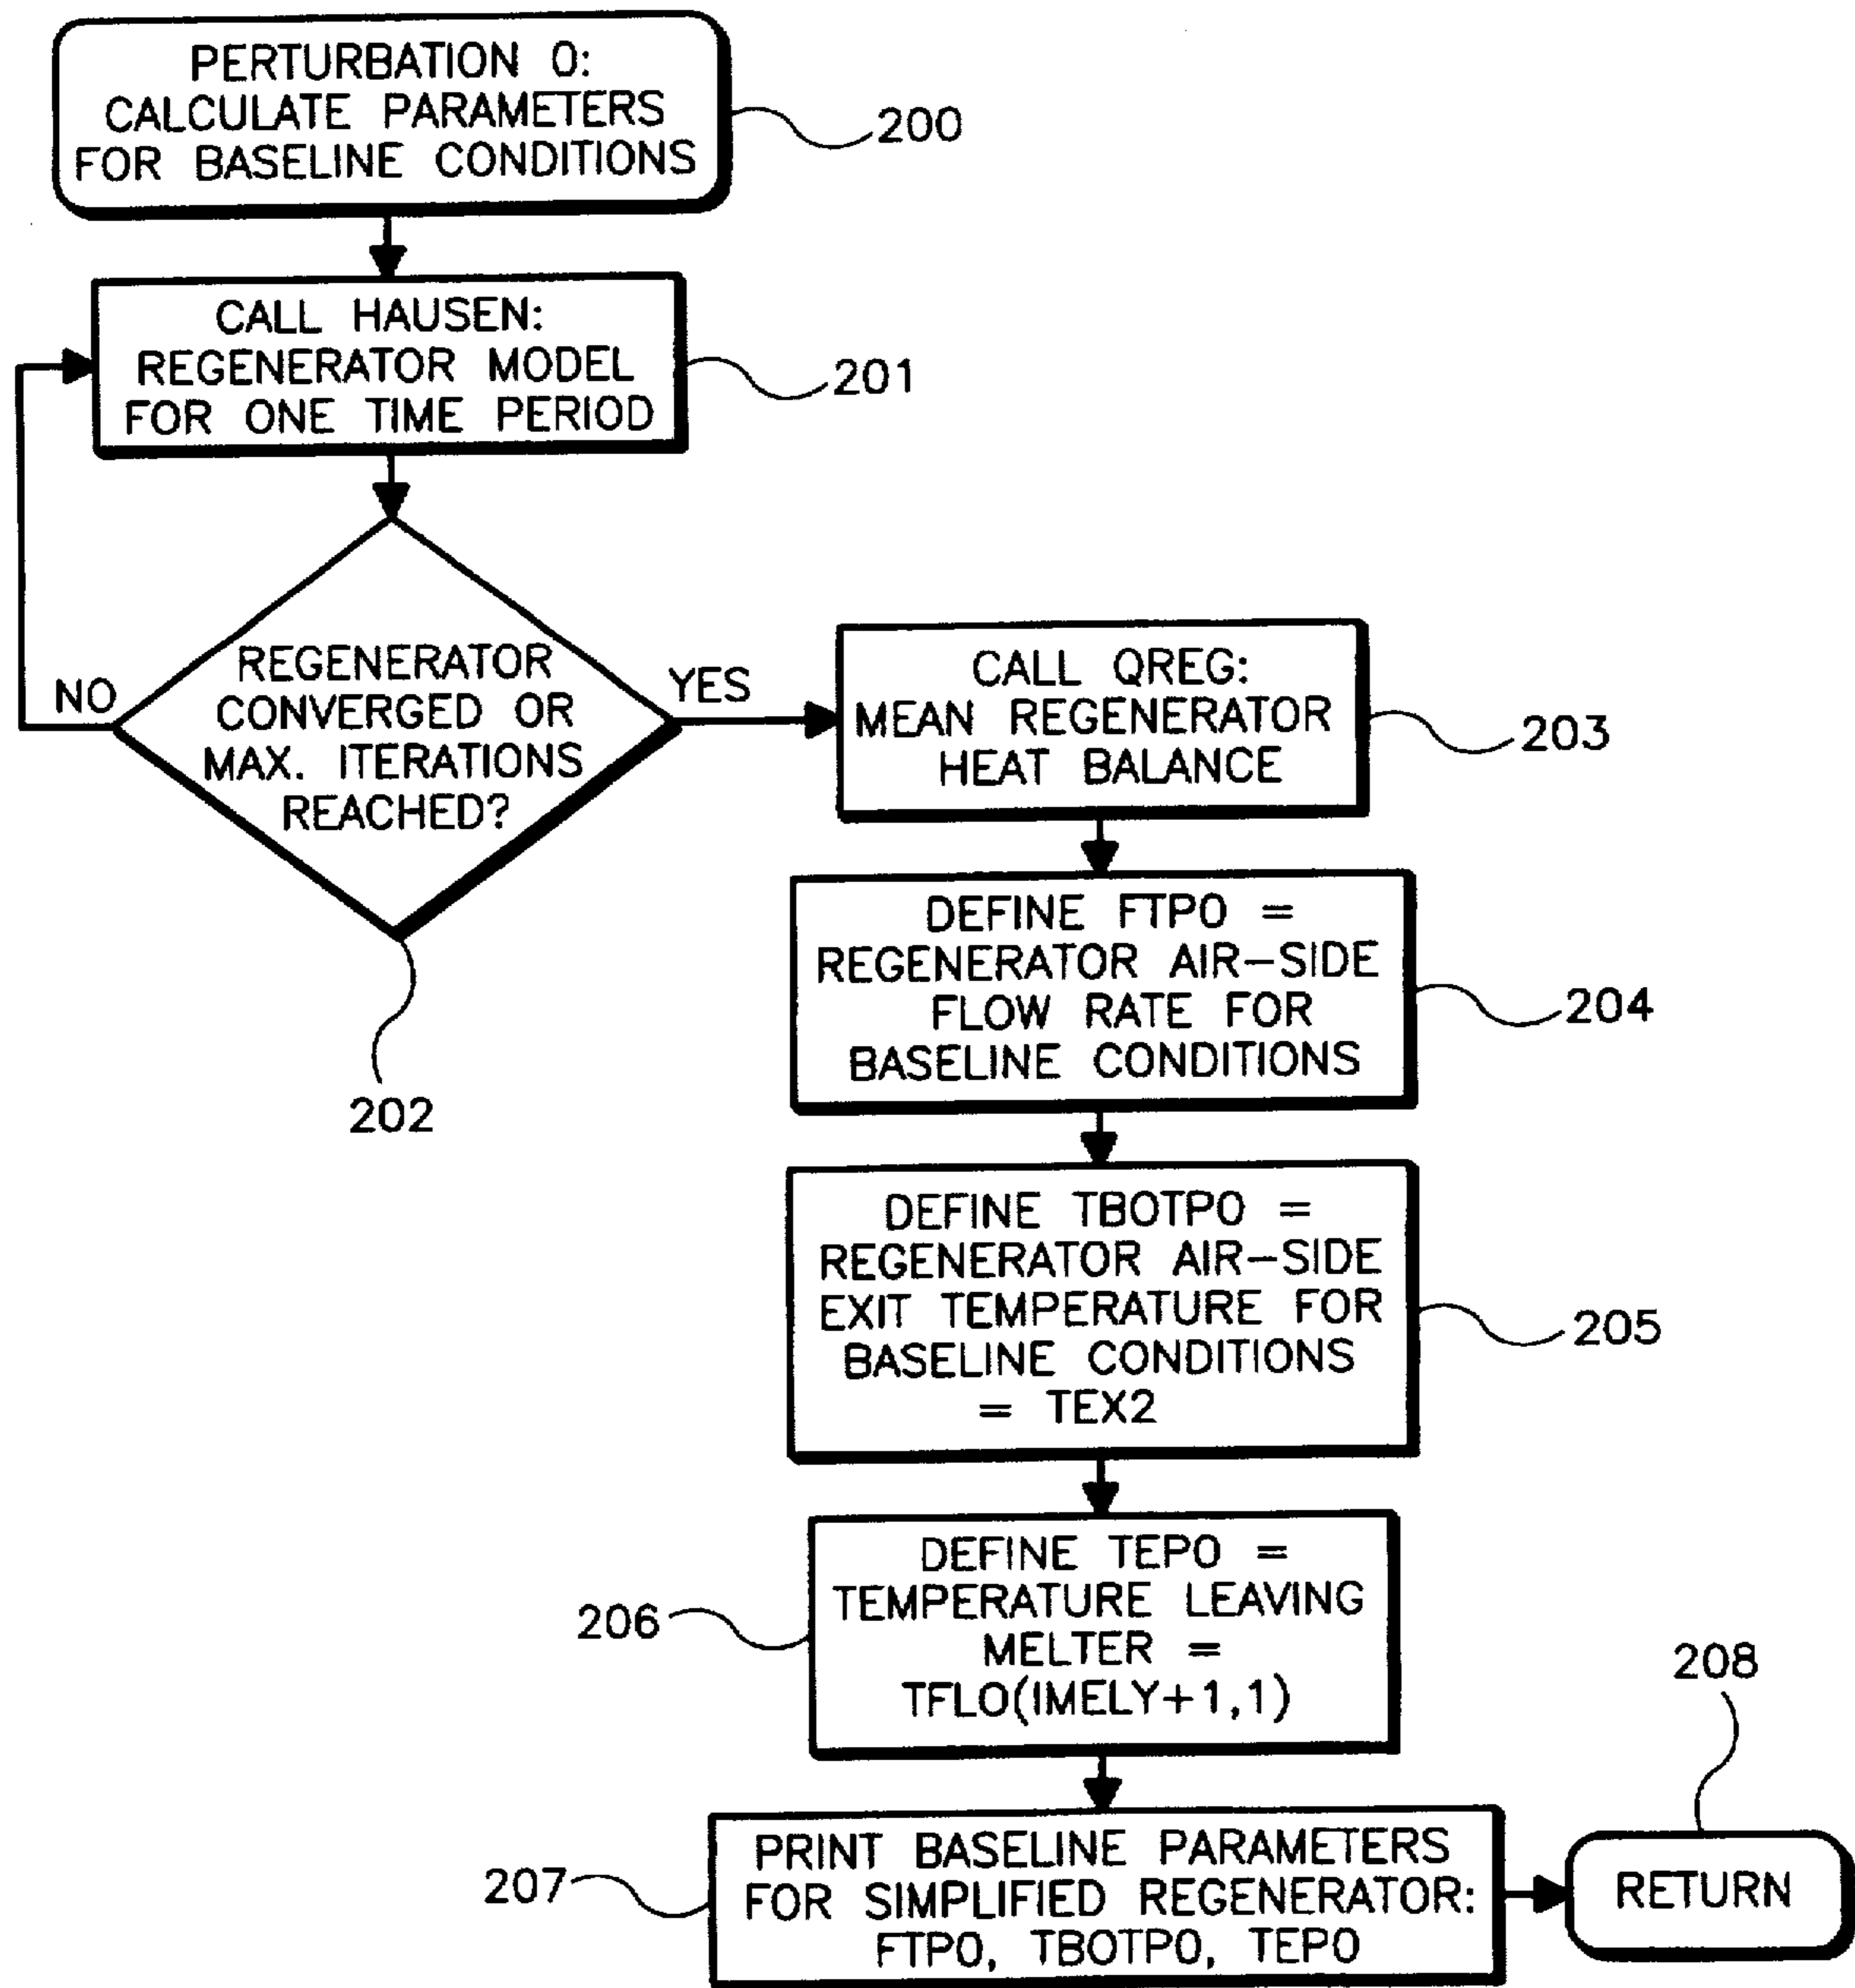 PERTURBATION 0:
CALCULATE PARAMETERS
FOR BASELINE CONDITIONS
200
CALL HAUSEN:
REGENERATOR MODEL
FOR ONE TIME PERIOD
201
REGENERATOR
CONVERGED OR
MAX. ITERATIONS
REACHED?
NO
YES
202
CALL QREG:
MEAN REGENERATOR
HEAT BALANCE
203
DEFINE FTP0 =
REGENERATOR AIR-SIDE
FLOW RATE FOR
BASELINE CONDITIONS
204
DEFINE TBOTP0 =
REGENERATOR AIR-SIDE
EXIT TEMPERATURE FOR
BASELINE CONDITIONS
= TEX2
205
DEFINE TEP0 =
TEMPERATURE LEAVING
MELTER =
TFLO(IMELY+1,1)
206
PRINT BASELINE PARAMETERS
FOR SIMPLIFIED REGENERATOR:
FTP0, TBOTP0, TEP0
207
RETURN
208